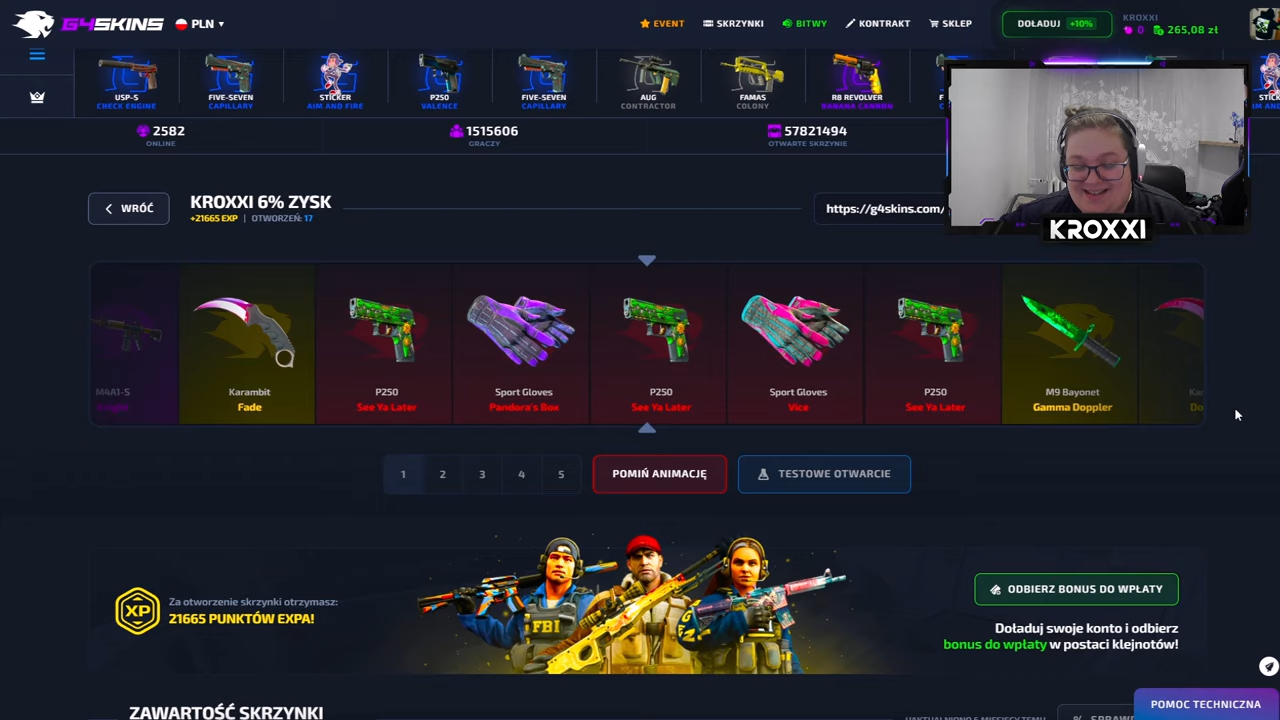 G4SKINS
PLN
EVENT
SKRZYNKI
BITWY
KONTRAKT
SKLEP
DOŁADUJ +10%
KROXXI
0 265,08 zł
USP-S
CHECK ENGINE
FIVE-SEVEN
CAPILLARY
STICKER
AIM AND FIRE
P250
VALENCE
FIVE-SEVEN
CAPILLARY
AUG
CONTRACTOR
FAMAS
COLONY
R8 REVOLVER
BANANA CANNON
2582
ONLINE
1515606
GRACZY
57821494
OTWARTE SKRZYNIE
KROXXI
WRÓĆ
KROXXI 6% ZYSK
+21665 EXP | OTWORZEŃ: 17
https://g4skins.com/
M4A1-S
Knight
Karambit
Fade
P250
See Ya Later
Sport Gloves
Pandora's Box
P250
See Ya Later
Sport Gloves
Vice
P250
See Ya Later
M9 Bayonet
Gamma Doppler
1 2 3 4 5
POMIŃ ANIMACJĘ
TESTOWE OTWARCIE
XP
Za otworzenie skrzynki otrzymasz:
21665 PUNKTÓW EXPA!
FBI
ODBIERZ BONUS DO WPŁATY
Doładuj swoje konto i odbierz
bonus do wpłaty w postaci klejnotów!
ZAWARTOŚĆ SKRZYNKI
POMOC TECHNICZNA